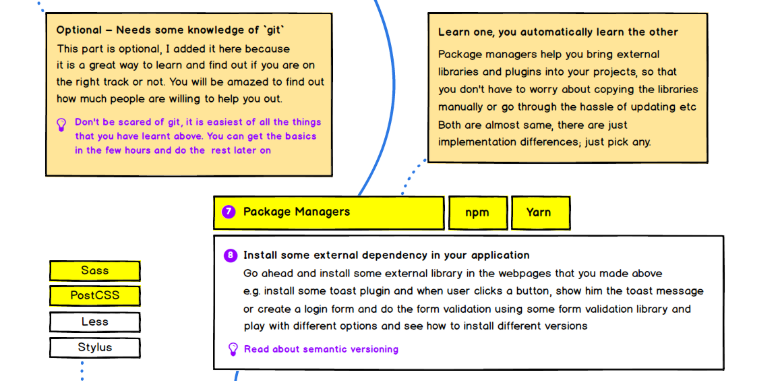 Optional – Needs some knowledge of `git`
This part is optional, I added it here because
it is a great way to learn and find out if you are on
the right track or not. You will be amazed to find out
how much people are willing to help you out.
Don't be scared of git, it is easiest of all the things
that you have learnt above. You can get the basics
in the few hours and do the rest later on
Learn one, you automatically learn the other
Package managers help you bring external
libraries and plugins into your projects, so that
you don't have to worry about copying the libraries
manually or go through the hassle of updating etc
Both are almost same, there are just
implementation differences; just pick any.
7 Package Managers
npm
Yarn
8 Install some external dependency in your application
Go ahead and install some external library in the webpages that you made above
e.g. install some toast plugin and when user clicks a button, show him the toast message
or create a login form and do the form validation using some form validation library and
play with different options and see how to install different versions
Read about semantic versioning
Sass
PostCSS
Less
Stylus